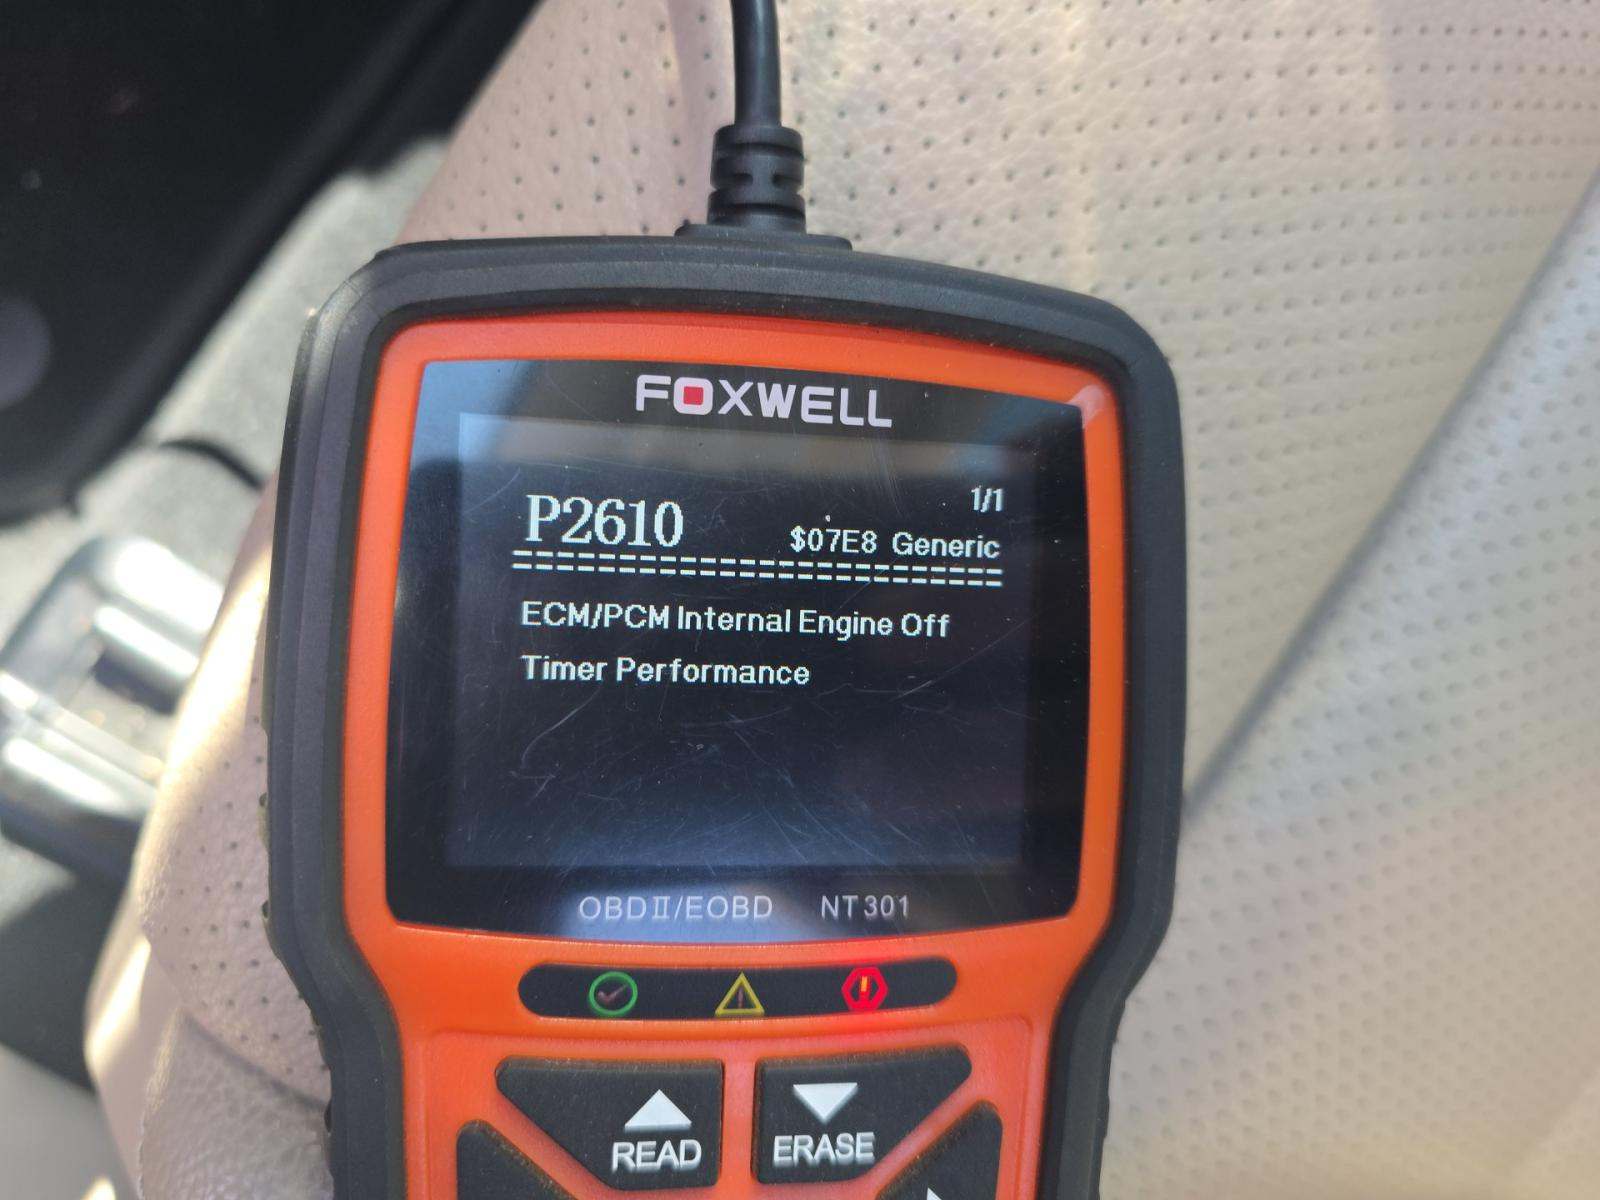 FOXWELL
1/1
P2610
$07E8 Generic
==========================
ECM/PCM Internal Engine Off
Timer Performance
OBDII/EOBD NT301
READ
ERASE